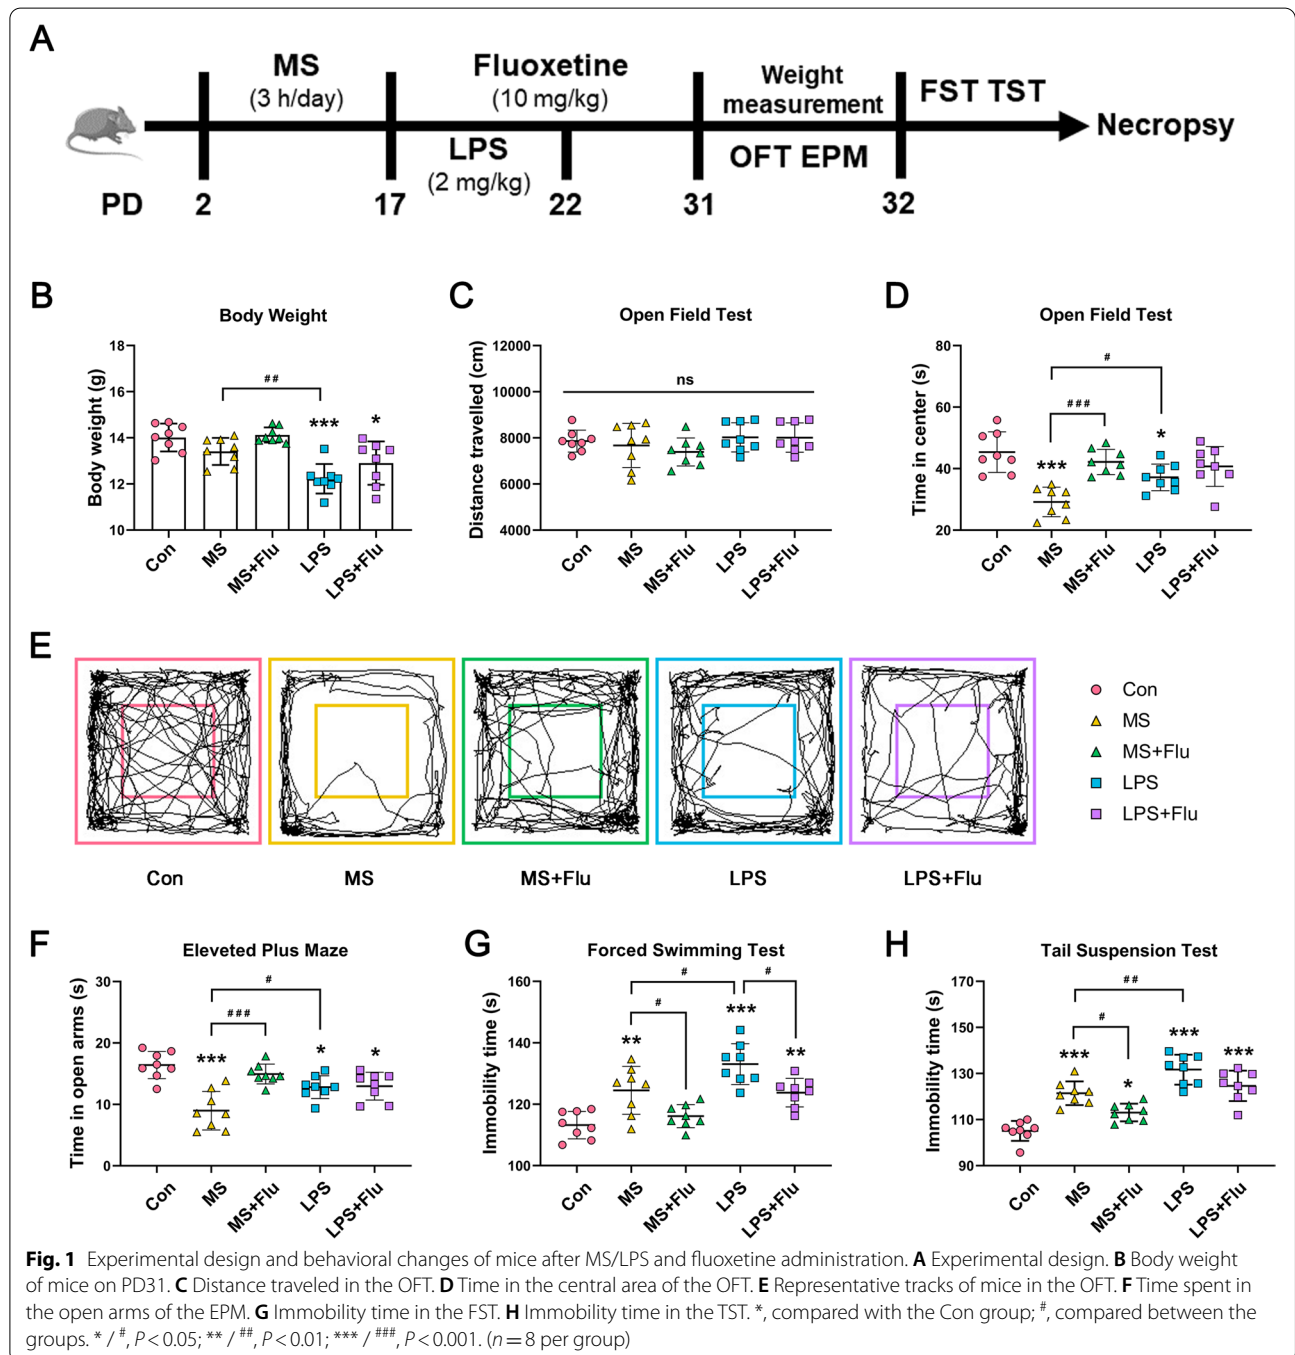 A
MS
(3 h/day)
Fluoxetine
(10 mg/kg)
Weight
measurement
FST TST
LPS
(2 mg/kg)
OFT EPM
Necropsy
PD 2 17 22 31 32
B
Body Weight
Body weight (g)
18
16
14
12
10
##
***
*
Con MS MS+Flu LPS LPS+Flu
C
Open Field Test
Distance travelled (cm)
12000
10000
8000
6000
4000
ns
Con MS MS+Flu LPS LPS+Flu
D
Open Field Test
Time in center (s)
80
60
40
20
#
###
***
*
Con MS MS+Flu LPS LPS+Flu
E
Con
MS
MS+Flu
LPS
LPS+Flu
Con MS MS+Flu LPS LPS+Flu
F
Eleveted Plus Maze
Time in open arms (s)
30
20
10
0
#
###
***
*
*
Con MS MS+Flu LPS LPS+Flu
G
Forced Swimming Test
Immobility time (s)
160
140
120
100
#
#
#
**
***
**
Con MS MS+Flu LPS LPS+Flu
H
Tail Suspension Test
Immobility time (s)
170
150
130
110
90
##
#
***
*
***
***
Con MS MS+Flu LPS LPS+Flu
Fig. 1 Experimental design and behavioral changes of mice after MS/LPS and fluoxetine administration. A Experimental design. B Body weight
of mice on PD31. C Distance traveled in the OFT. D Time in the central area of the OFT. E Representative tracks of mice in the OFT. F Time spent in
the open arms of the EPM. G Immobility time in the FST. H Immobility time in the TST. *, compared with the Con group; #, compared between the
groups. * / #, P < 0.05; ** / ##, P < 0.01; *** / ###, P < 0.001. (n = 8 per group)